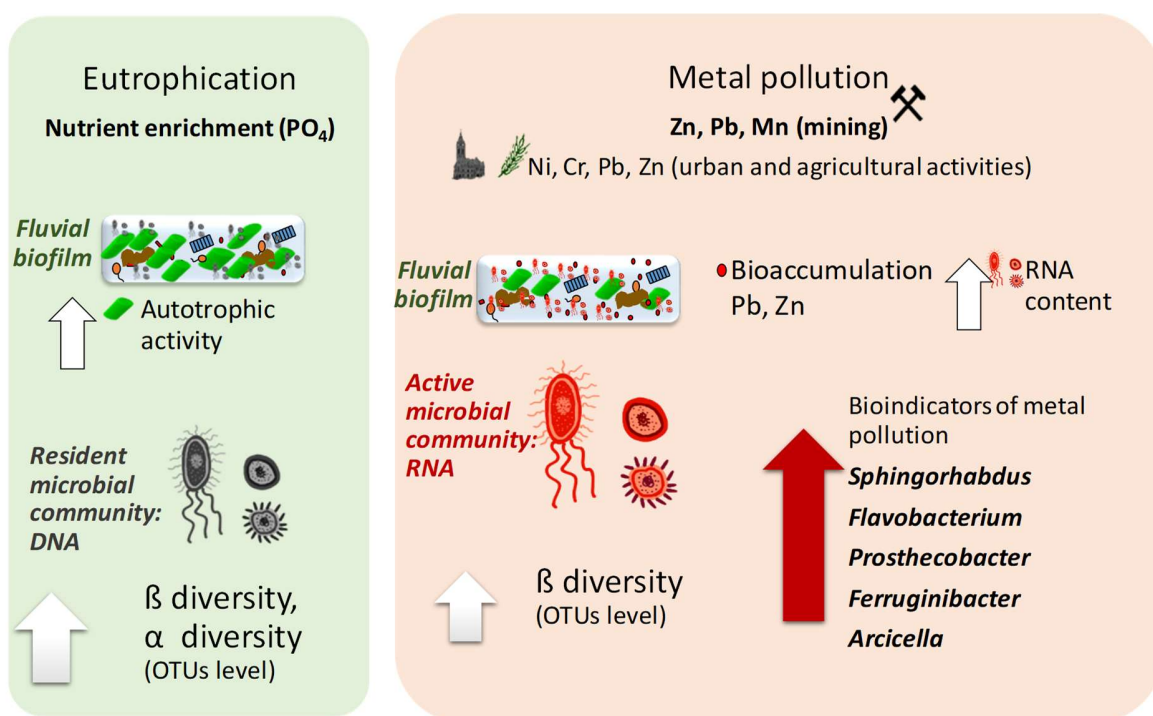 Eutrophication
Nutrient enrichment (PO₄)
Fluvial
biofilm
Autotrophic
activity
Resident
microbial
community:
DNA
ß diversity,
α diversity
(OTUs level)
Metal pollution
Zn, Pb, Mn (mining)
Ni, Cr, Pb, Zn (urban and agricultural activities)
Fluvial
biofilm
Bioaccumulation
Pb, Zn
RNA
content
Active
microbial
community:
RNA
ß diversity
(OTUs level)
Bioindicators of metal
pollution
Sphingorhabdus
Flavobacterium
Prosthecobacter
Ferruginibacter
Arcicella